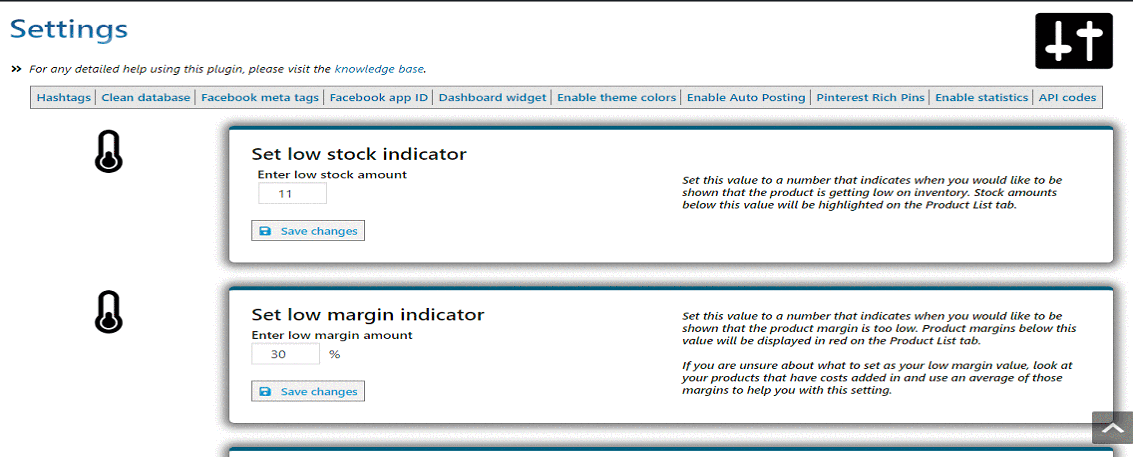 Settings
» For any detailed help using this plugin, please visit the knowledge base.
Hashtags | Clean database | Facebook meta tags | Facebook app ID | Dashboard widget | Enable theme colors | Enable Auto Posting | Pinterest Rich Pins | Enable statistics | API codes
Set low stock indicator
Enter low stock amount
11
Save changes
Set this value to a number that indicates when you would like to be
shown that the product is getting low on inventory. Stock amounts
below this value will be highlighted on the Product List tab.
Set low margin indicator
Enter low margin amount
30 %
Save changes
Set this value to a number that indicates when you would like to be
shown that the product margin is too low. Product margins below this
value will be displayed in red on the Product List tab.
If you are unsure about what to set as your low margin value, look at
your products that have costs added in and use an average of those
margins to help you with this setting.